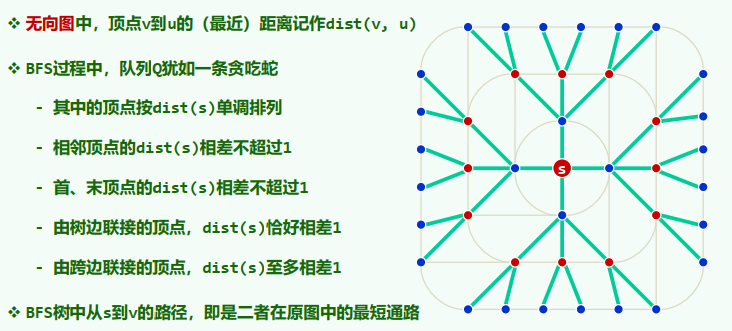 ❖ 无向图中，顶点v到u的（最近）距离记作dist(v, u)
❖ BFS过程中，队列Q犹如一条贪吃蛇
- 其中的顶点按dist(s)单调排列
- 相邻顶点的dist(s)相差不超过1
- 首、末顶点的dist(s)相差不超过1
- 由树边联接的顶点，dist(s)恰好相差1
- 由跨边联接的顶点，dist(s)至多相差1
❖ BFS树中从s到v的路径，即是二者在原图中的最短通路
s